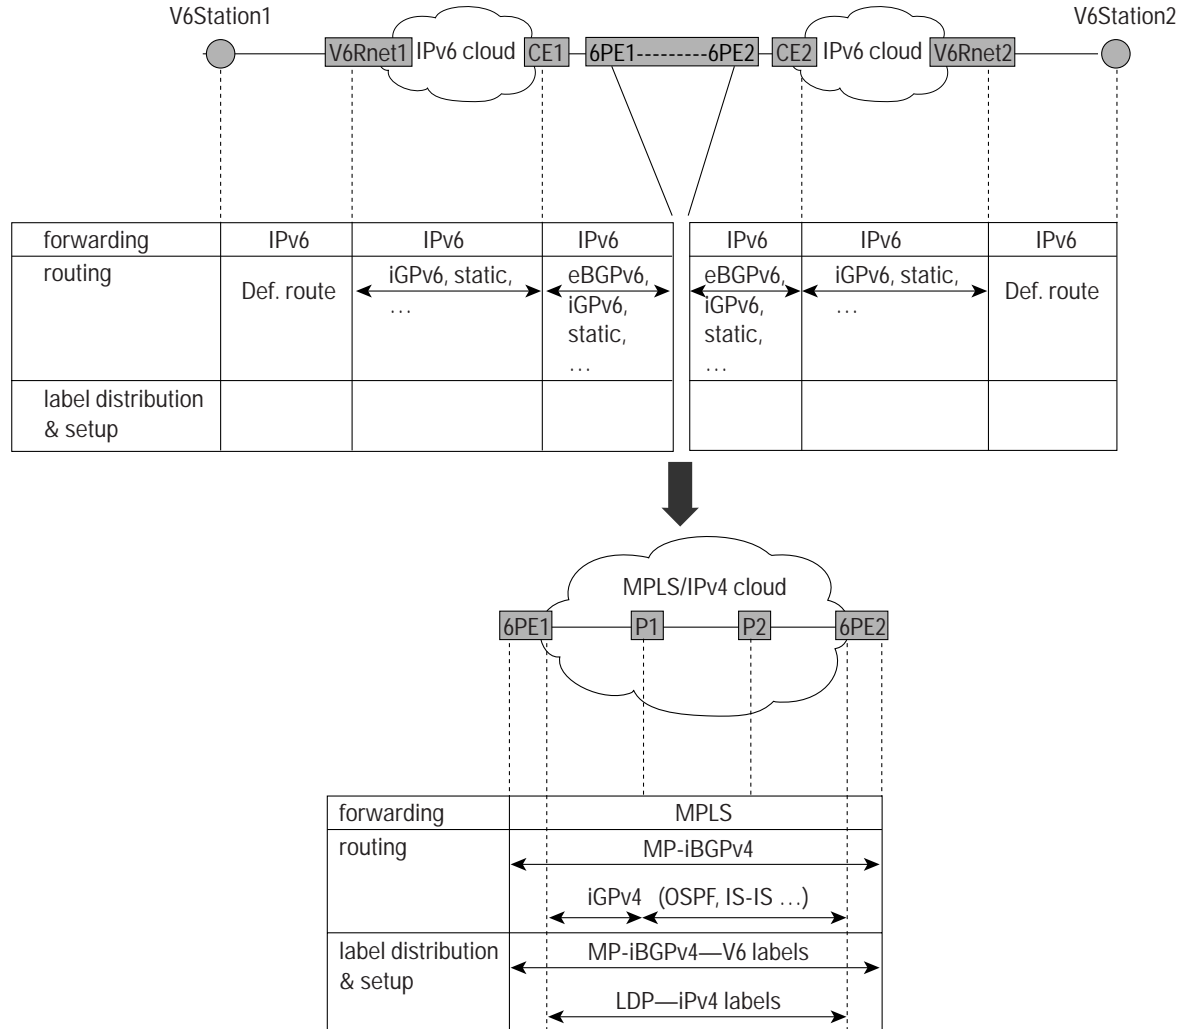 V6Station1
V6Station2
V6Rnet1 IPv6 cloud CE1 6PE1---------6PE2 CE2 IPv6 cloud V6Rnet2
forwarding IPv6 IPv6 IPv6 IPv6 IPv6 IPv6
routing Def. route iGPv6, static, eBGPv6, eBGPv6, iGPv6, static, Def. route
… iGPv6, iGPv6, …
static, static,
… …
label distribution
& setup
MPLS/IPv4 cloud
6PE1 P1 P2 6PE2
forwarding MPLS
routing MP-iBGPv4
iGPv4 (OSPF, IS-IS …)
label distribution MP-iBGPv4—V6 labels
& setup
LDP—iPv4 labels